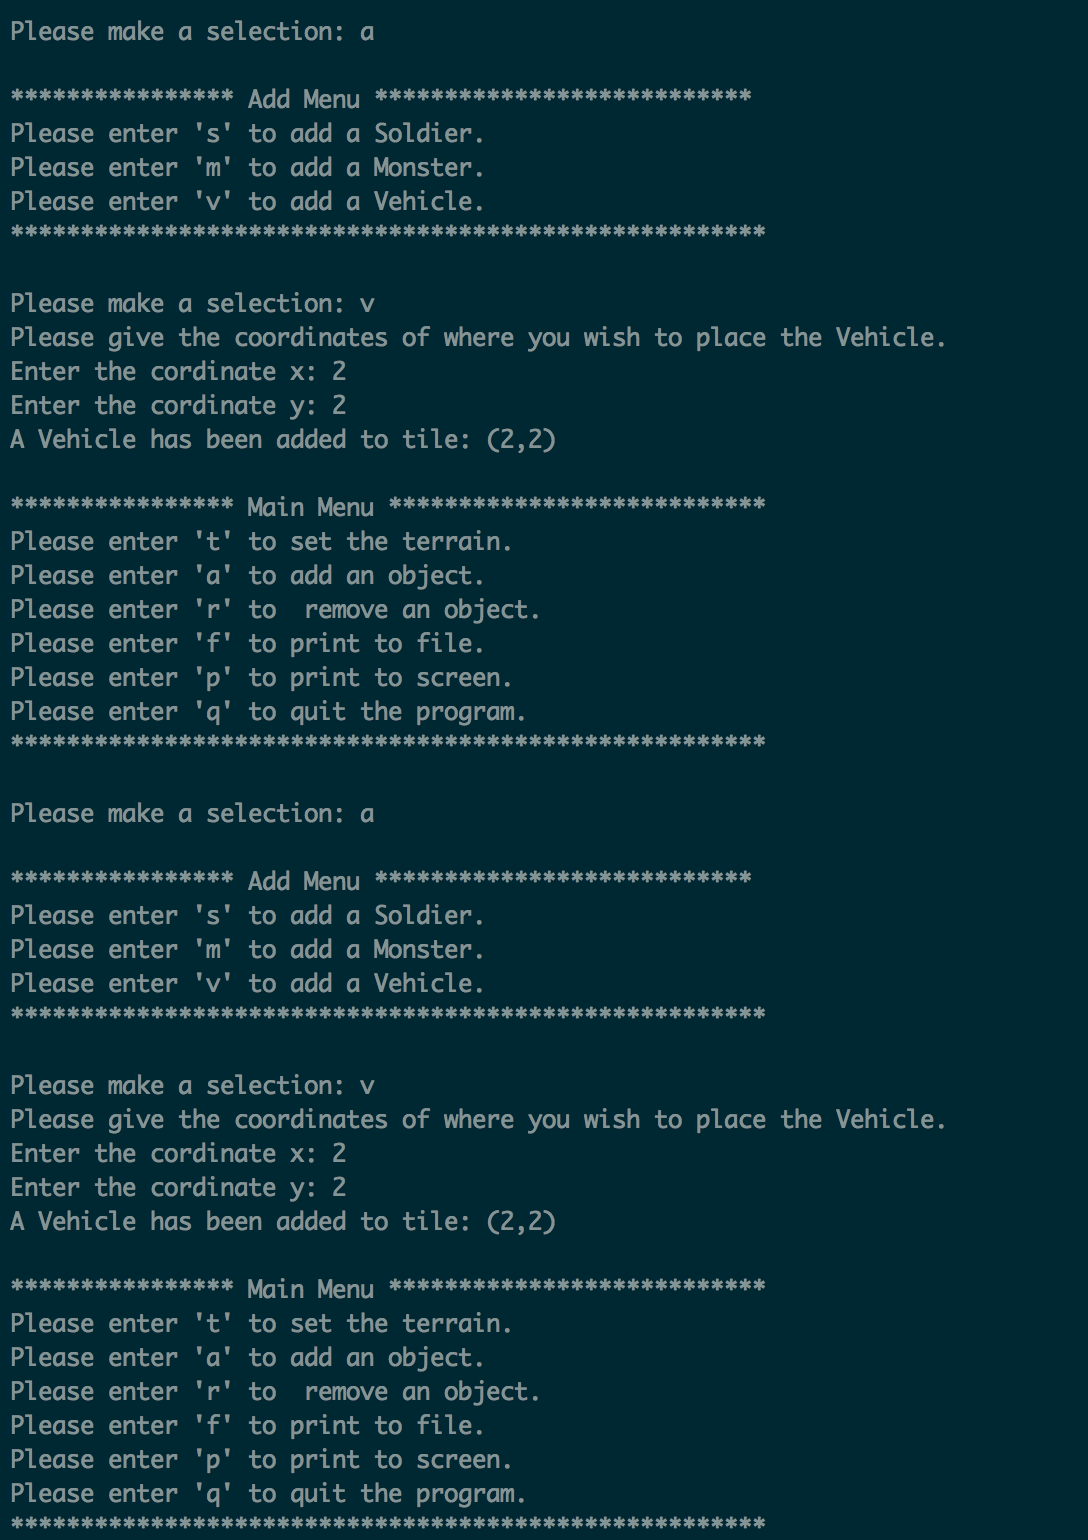 Please make a selection: a
**************** Add Menu ***************************
Please enter 's' to add a Soldier.
Please enter 'm' to add a Monster.
Please enter 'v' to add a Vehicle.
******************************************************
Please make a selection: v
Please give the coordinates of where you wish to place the Vehicle.
Enter the cordinate x: 2
Enter the cordinate y: 2
A Vehicle has been added to tile: (2,2)
**************** Main Menu ***************************
Please enter 't' to set the terrain.
Please enter 'a' to add an object.
Please enter 'r' to  remove an object.
Please enter 'f' to print to file.
Please enter 'p' to print to screen.
Please enter 'q' to quit the program.
******************************************************
Please make a selection: a
**************** Add Menu ***************************
Please enter 's' to add a Soldier.
Please enter 'm' to add a Monster.
Please enter 'v' to add a Vehicle.
******************************************************
Please make a selection: v
Please give the coordinates of where you wish to place the Vehicle.
Enter the cordinate x: 2
Enter the cordinate y: 2
A Vehicle has been added to tile: (2,2)
**************** Main Menu ***************************
Please enter 't' to set the terrain.
Please enter 'a' to add an object.
Please enter 'r' to  remove an object.
Please enter 'f' to print to file.
Please enter 'p' to print to screen.
Please enter 'q' to quit the program.
******************************************************